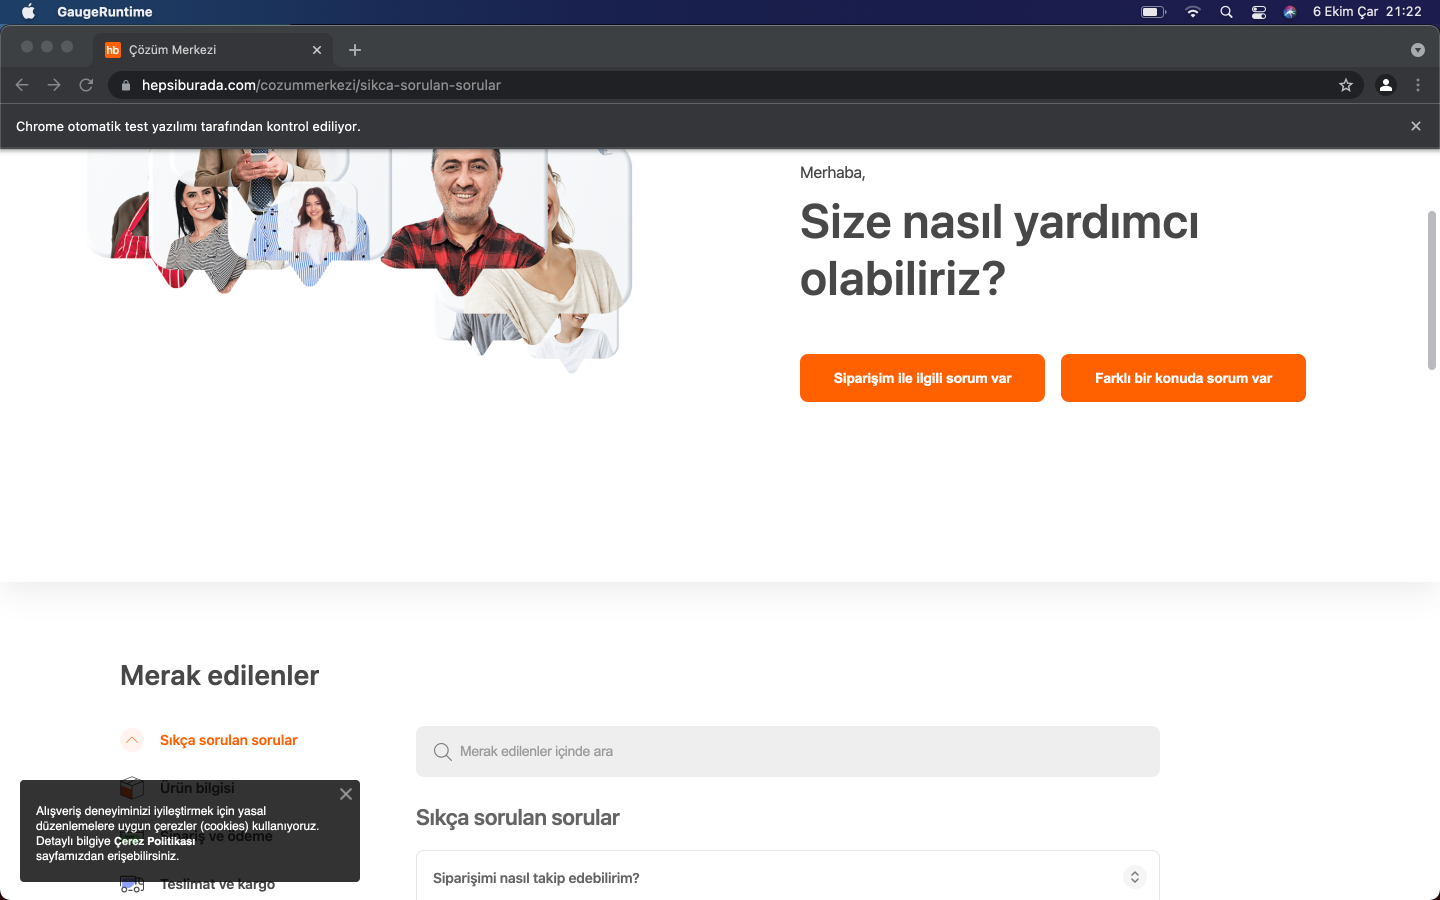 GaugeRuntime
6 Ekim Çar 21:22
hb Çözüm Merkezi
hepsiburada.com/cozummerkezi/sikca-sorulan-sorular
Chrome otomatik test yazılımı tarafından kontrol ediliyor.
Merhaba,
Size nasıl yardımcı
olabiliriz?
Siparişim ile ilgili sorum var
Farklı bir konuda sorum var
Merak edilenler
Sıkça sorulan sorular
Ürün bilgisi
Sipariş ve ödeme
Teslimat ve kargo
Alışveriş deneyiminizi iyileştirmek için yasal
düzenlemelere uygun çerezler (cookies) kullanıyoruz.
Detaylı bilgiye Çerez Politikası
sayfamızdan erişebilirsiniz.
Merak edilenler içinde ara
Sıkça sorulan sorular
Siparişimi nasıl takip edebilirim?